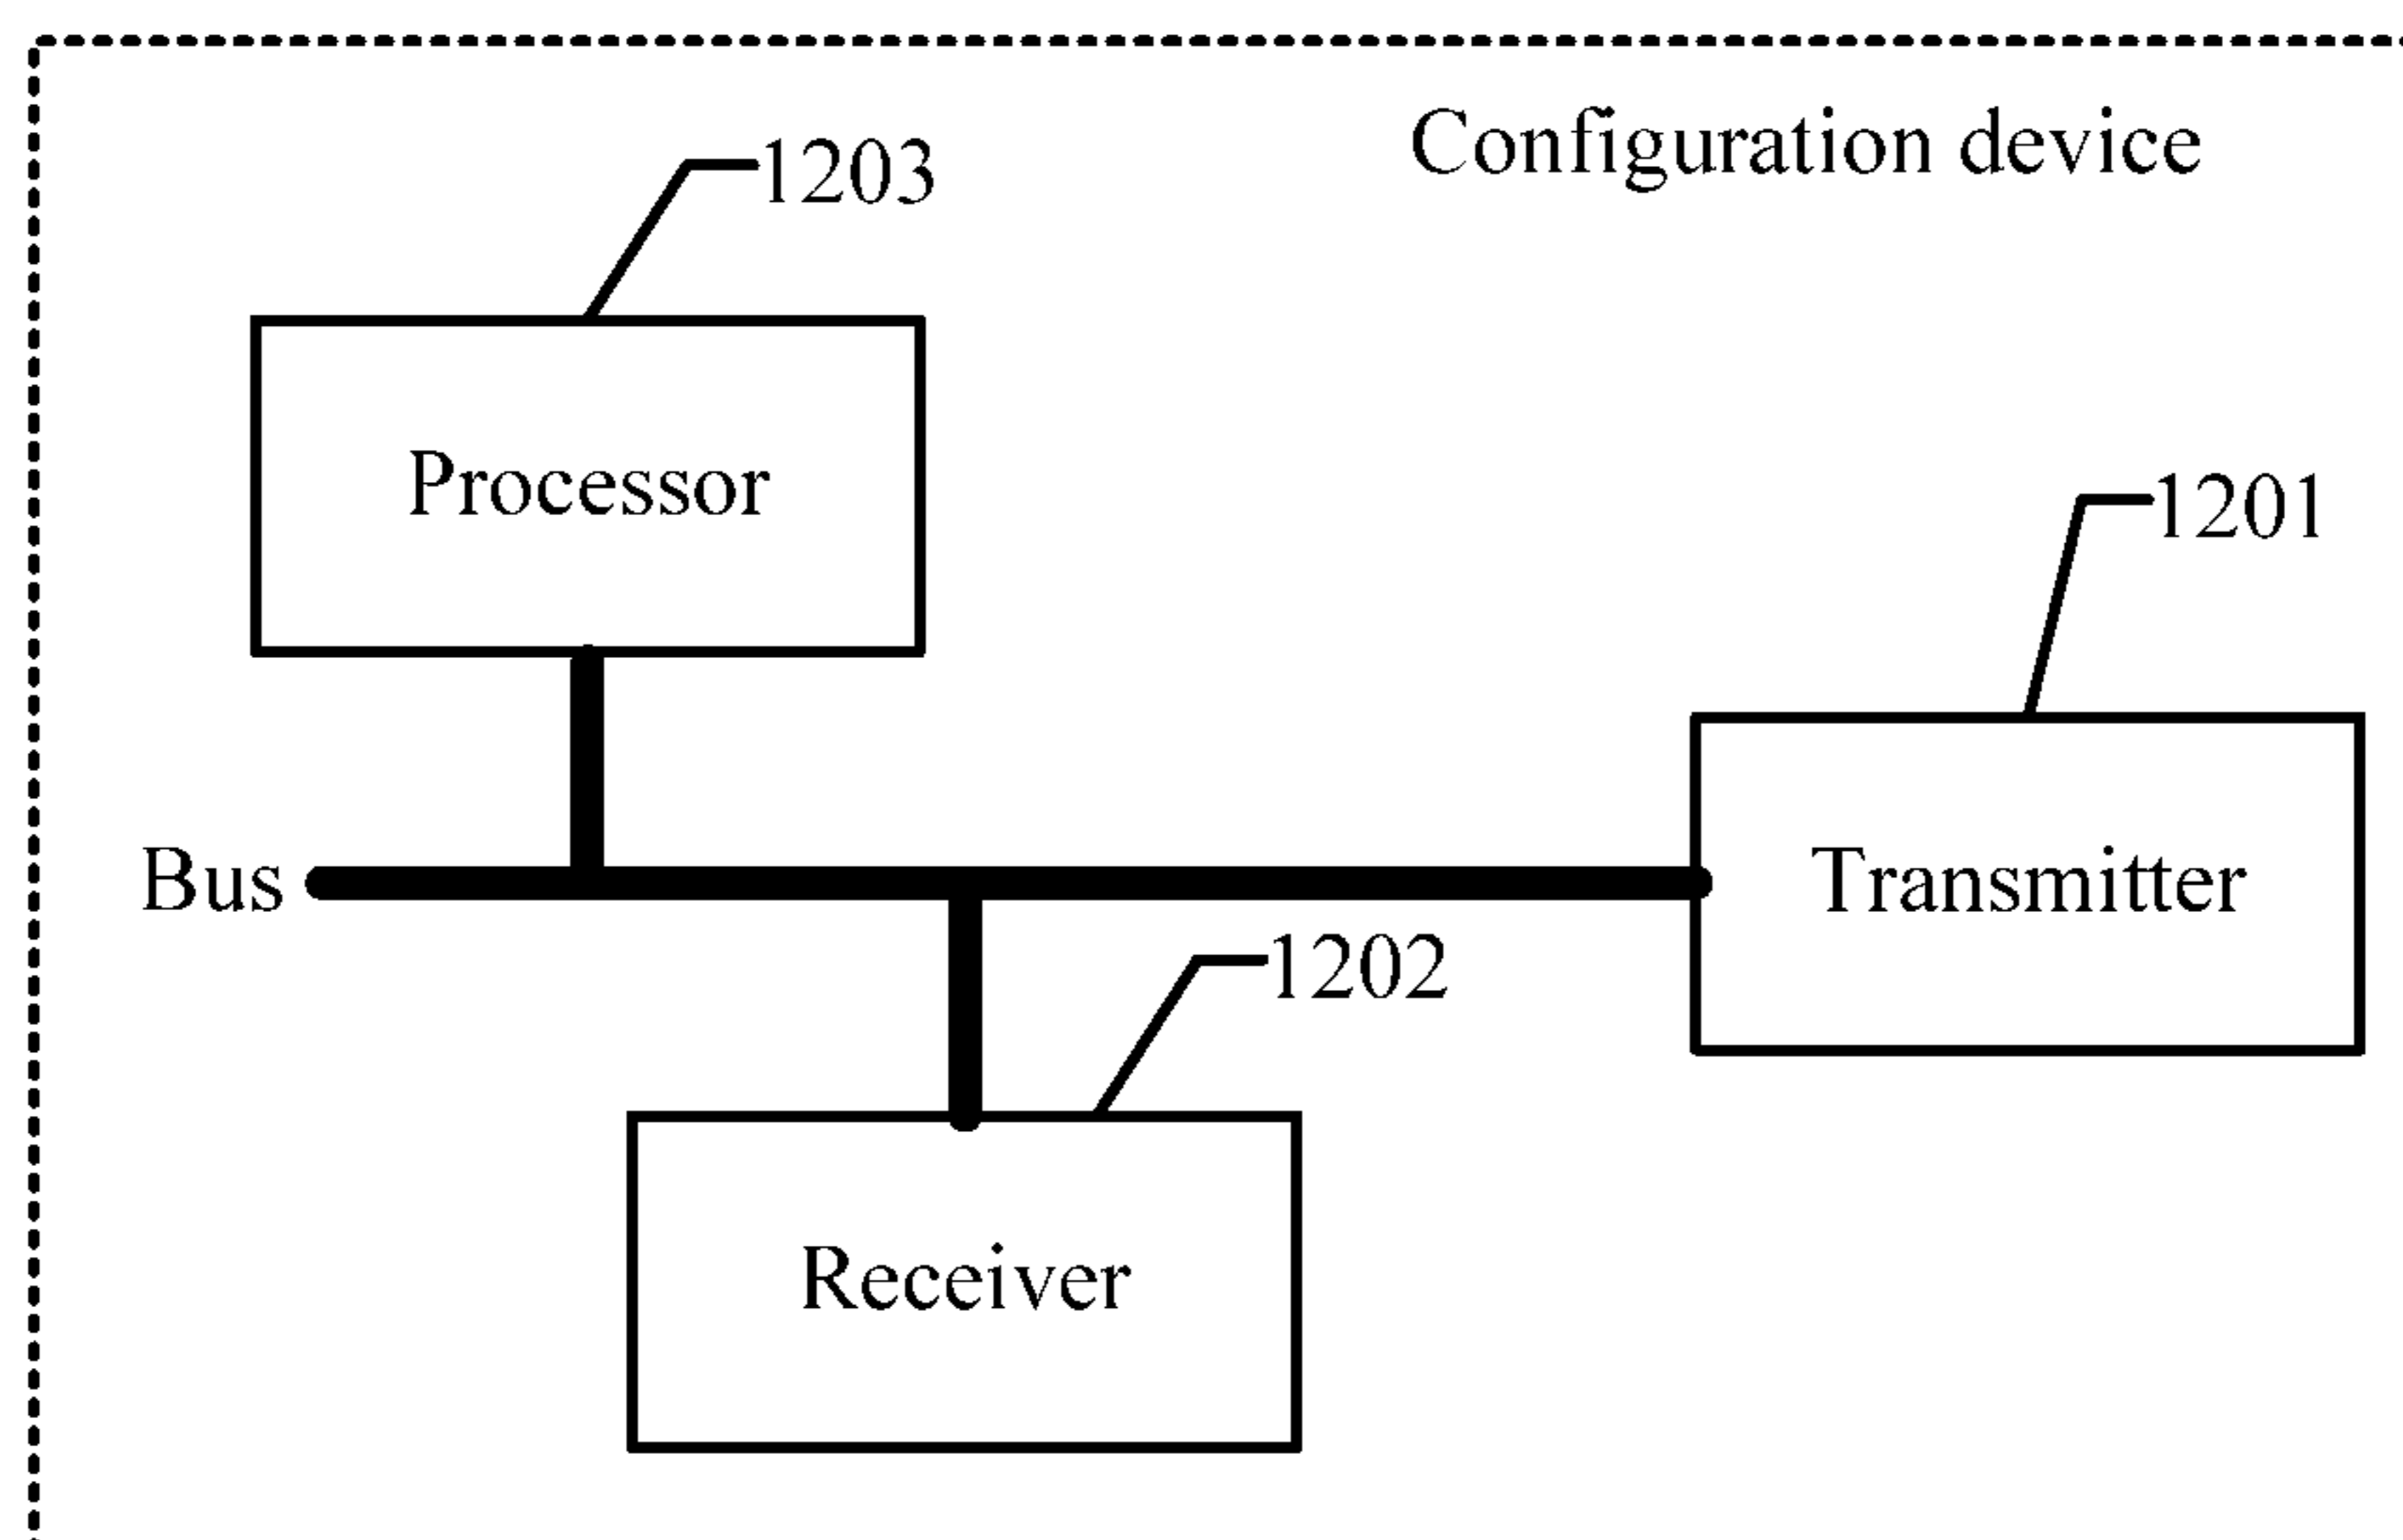 Configuration device
1203
Processor
1201
Bus
Transmitter
1202
Receiver